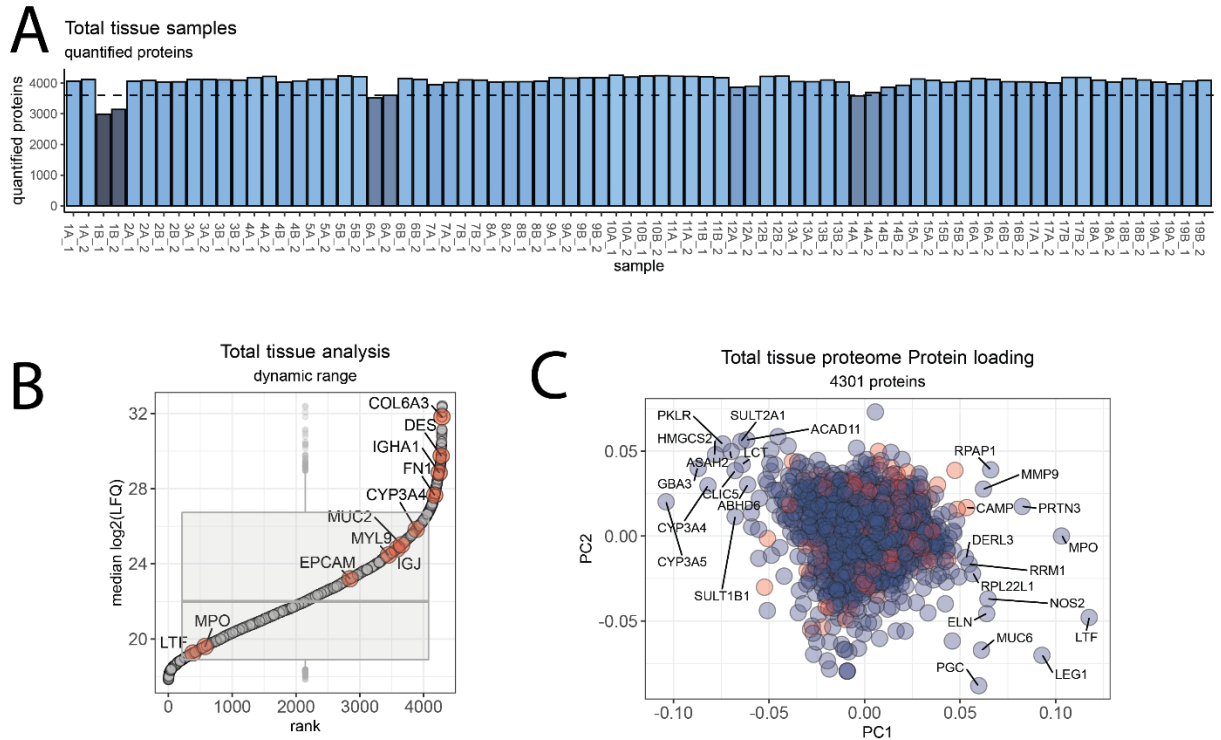 A
Total tissue samples
quantified proteins
quantified proteins
4000
3000
2000
1000
0
1A_1
1A_2
1B_1
1B_2
2A_1
2A_2
2B_1
2B_2
3A_1
3A_2
3B_1
3B_2
4A_1
4A_2
4B_1
4B_2
5A_1
5A_2
5B_1
5B_2
6A_1
6A_2
6B_1
6B_2
7A_1
7A_2
7B_1
7B_2
8A_1
8A_2
8B_1
8B_2
9A_1
9A_2
9B_1
9B_2
10A_1
10A_2
10B_1
10B_2
11A_1
11A_2
11B_1
11B_2
12A_1
12A_2
12B_1
12B_2
13A_1
13A_2
13B_1
13B_2
14A_1
14A_2
14B_1
14B_2
15A_1
15A_2
15B_1
15B_2
16A_1
16A_2
16B_1
16B_2
17A_1
17A_2
17B_1
17B_2
18A_1
18A_2
18B_1
18B_2
19A_1
19A_2
19B_1
19B_2
sample
B
Total tissue analysis
dynamic range
median log2(LFQ)
32
28
24
20
COL6A3
DES
IGHA1
FN1
CYP3A4
MUC2
MYL9
IGJ
EPCAM
MPO
LTF
0
1000
2000
3000
4000
rank
C
Total tissue proteome Protein loading
4301 proteins
PC2
0.05
0.00
-0.05
PKLR
SULT2A1
HMGCS2
ACAD11
ASAH2
LCT
GBA3
CLIC5
ABHD6
CYP3A4
CYP3A5
SULT1B1
RPAP1
MMP9
CAMP
PRTN3
DERL3
MPO
RRM1
RPL22L1
NOS2
ELN
LTF
MUC6
PGC
LEG1
-0.10
-0.05
0.00
0.05
0.10
PC1